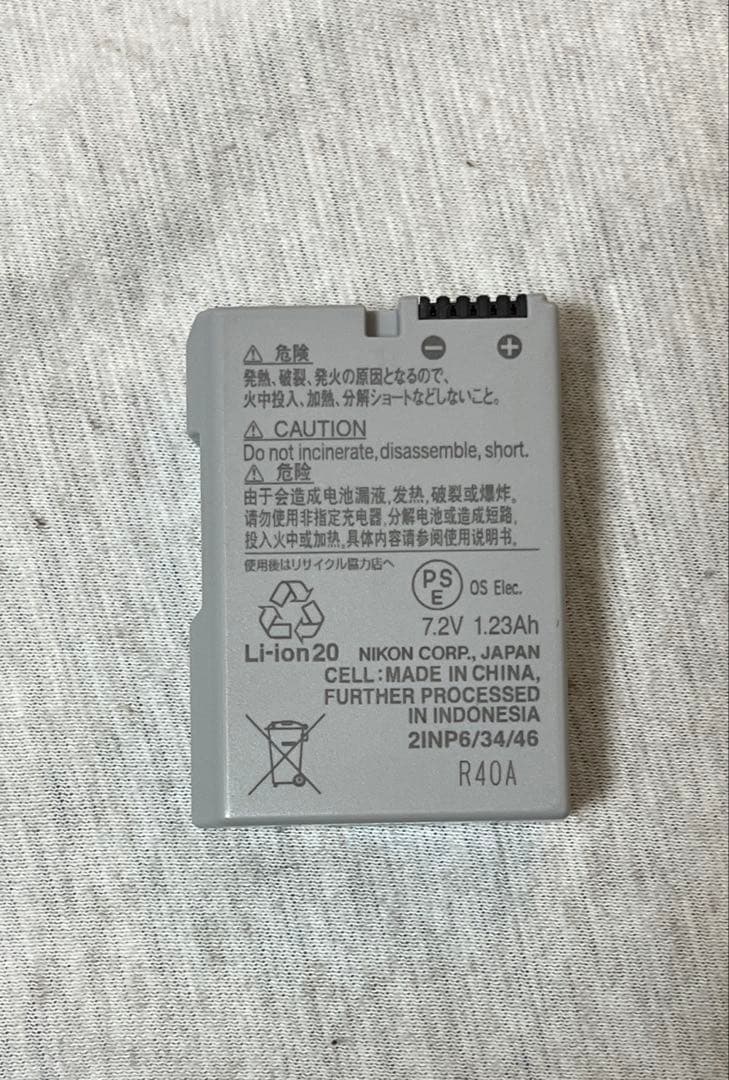 ⚠ 危険
発熱、破裂、発火の原因となるので、
火中投入、加熱、分解ショートなどしないこと。
⚠ CAUTION
Do not incinerate, disassemble, short.
⚠ 危险
由于会造成电池漏液,发热,破裂或爆炸。
请勿使用非指定充电器,分解电池或造成短路,
投入火中或加热。具体内容请参阅使用说明书。
使用後はリサイクル協力店へ
PSE OS Elec.
7.2V 1.23Ah
Li-ion20 NIKON CORP., JAPAN
CELL:MADE IN CHINA,
FURTHER PROCESSED
IN INDONESIA
2INP6/34/46
R40A